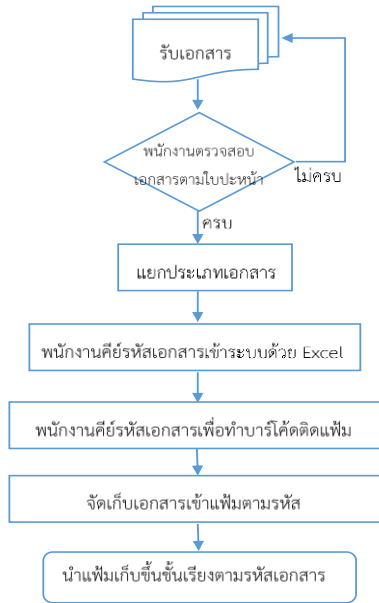 รับเอกสาร
พนักงานตรวจสอบ
เอกสารตามใบปะหน้า
ไม่ครบ
ครบ
แยกประเภทเอกสาร
พนักงานคีย์รหัสเอกสารเข้าระบบด้วย Excel
พนักงานคีย์รหัสเอกสารเพื่อทำบาร์โค้ดติดแฟ้ม
จัดเก็บเอกสารเข้าแฟ้มตามรหัส
นำแฟ้มเก็บขึ้นชั้นเรียงตามรหัสเอกสาร